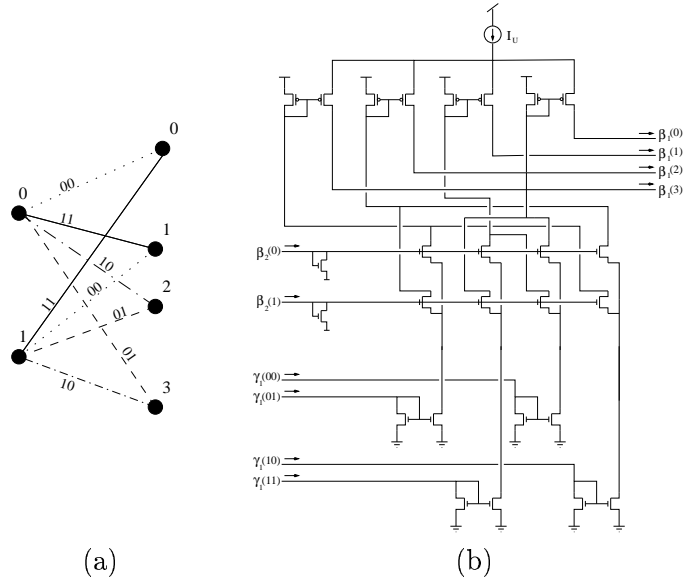 I_U
β_1(0)
β_1(1)
β_1(2)
β_1(3)
0
00
0
11
1
10
00
2
11
01
1
01
10
3
β_2(0)
β_2(1)
γ_1(00)
γ_1(01)
γ_1(10)
γ_1(11)
(a)
(b)